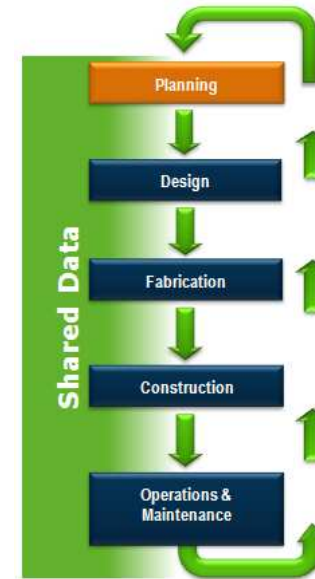 Planning
Design
Fabrication
Construction
Operations &
Maintenance
Shared Data